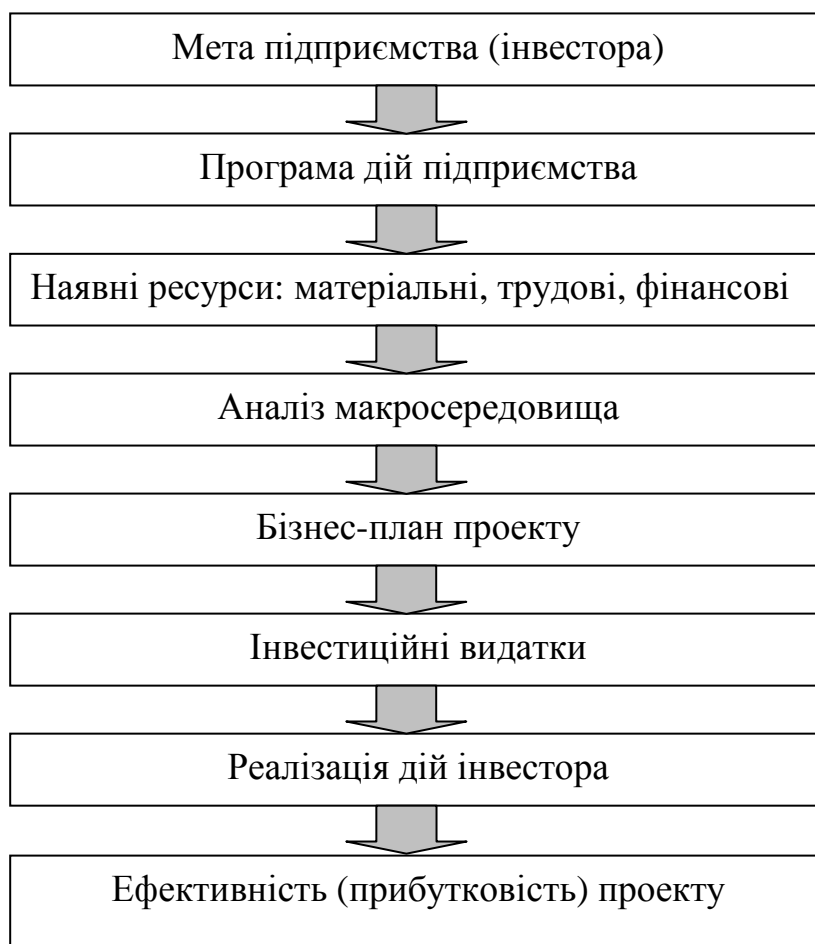 Мета підприємства (інвестора)
Програма дій підприємства
Наявні ресурси: матеріальні, трудові, фінансові
Аналіз макросередовища
Бізнес-план проекту
Інвестиційні видатки
Реалізація дій інвестора
Ефективність (прибутковість) проекту